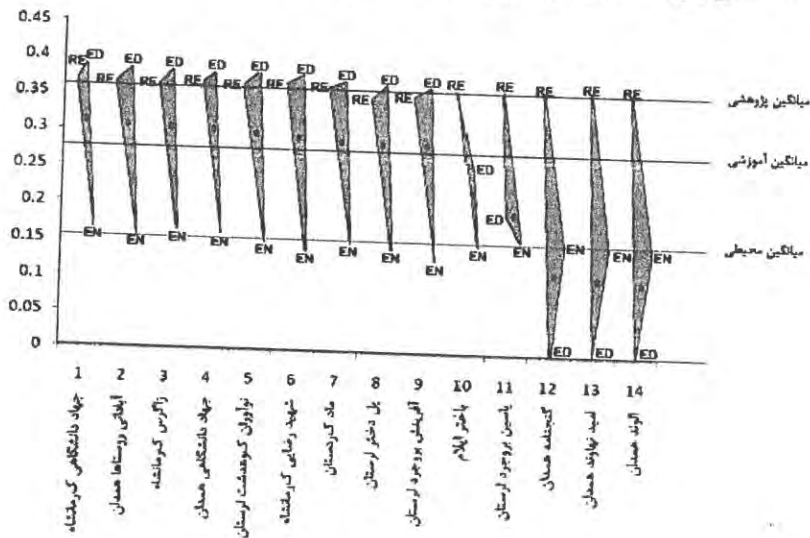 0.45
0.4
0.35
0.3
0.25
0.2
0.15
0.1
0.05
0
RE ED
RE ED
RE ED
RE ED
RE ED
RE ED
RE ED
RE ED
RE ED
RE
RE
RE
RE
RE
ED
ED
EN
EN
EN
EN
EN
EN
EN
EN
EN
EN
EN
EN
EN
EN
ED
ED
ED
میانگین پژوهشی
میانگین آموزشی
میانگین محیطی
1 2 3 4 5 6 7 8 9 10 11 12 13 14
جهاد دانشگاهی کرمانشاه
آبفای روستاها همدان
زاگرس کرمانشاه
جهاد دانشگاهی همدان
نوآوران کوهدشت لرستان
شهید رضایی کرمانشاه
ماد کردستان
پل دختر لرستان
آفرینش بروجرد لرستان
باختر ایلام
یاسین بروجرد لرستان
گنجنامه همدان
امید نهاوند همدان
الوند همدان